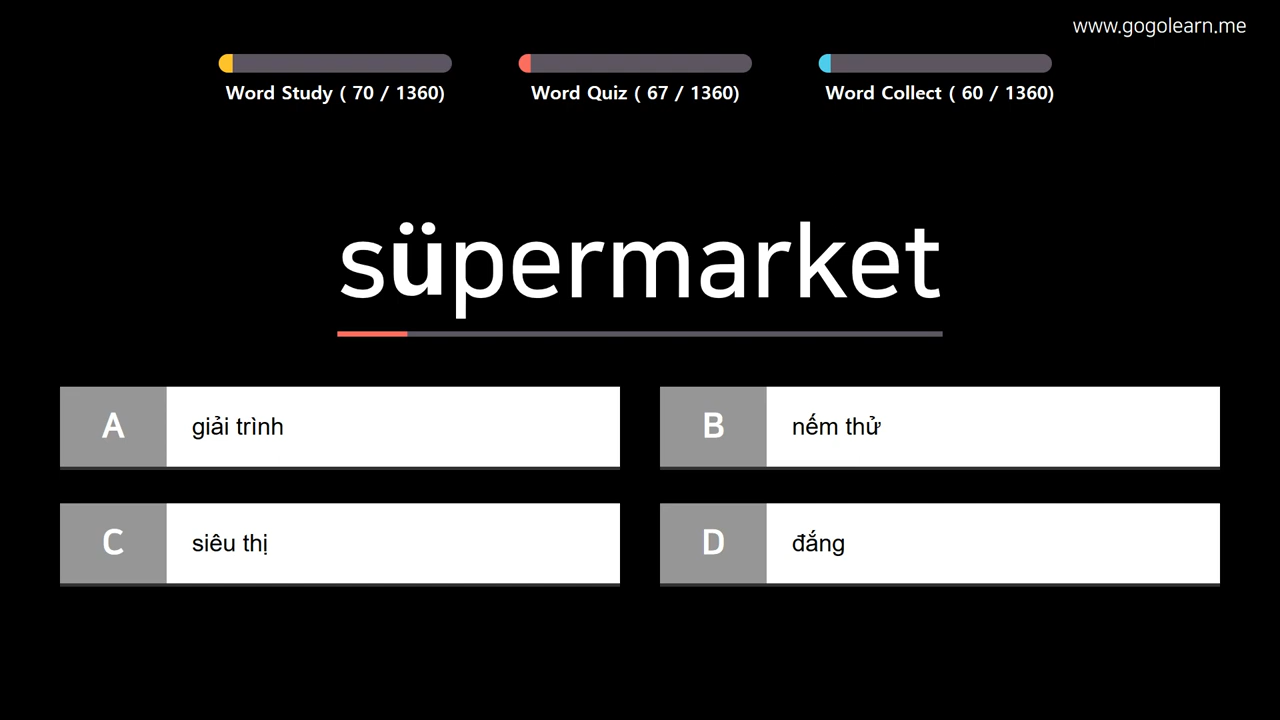 www.gogolearn.me
Word Study ( 70 / 1360)
Word Quiz ( 67 / 1360)
Word Collect ( 60 / 1360)
süpermarket
A giải trình
B nếm thử
C siêu thị
D đắng